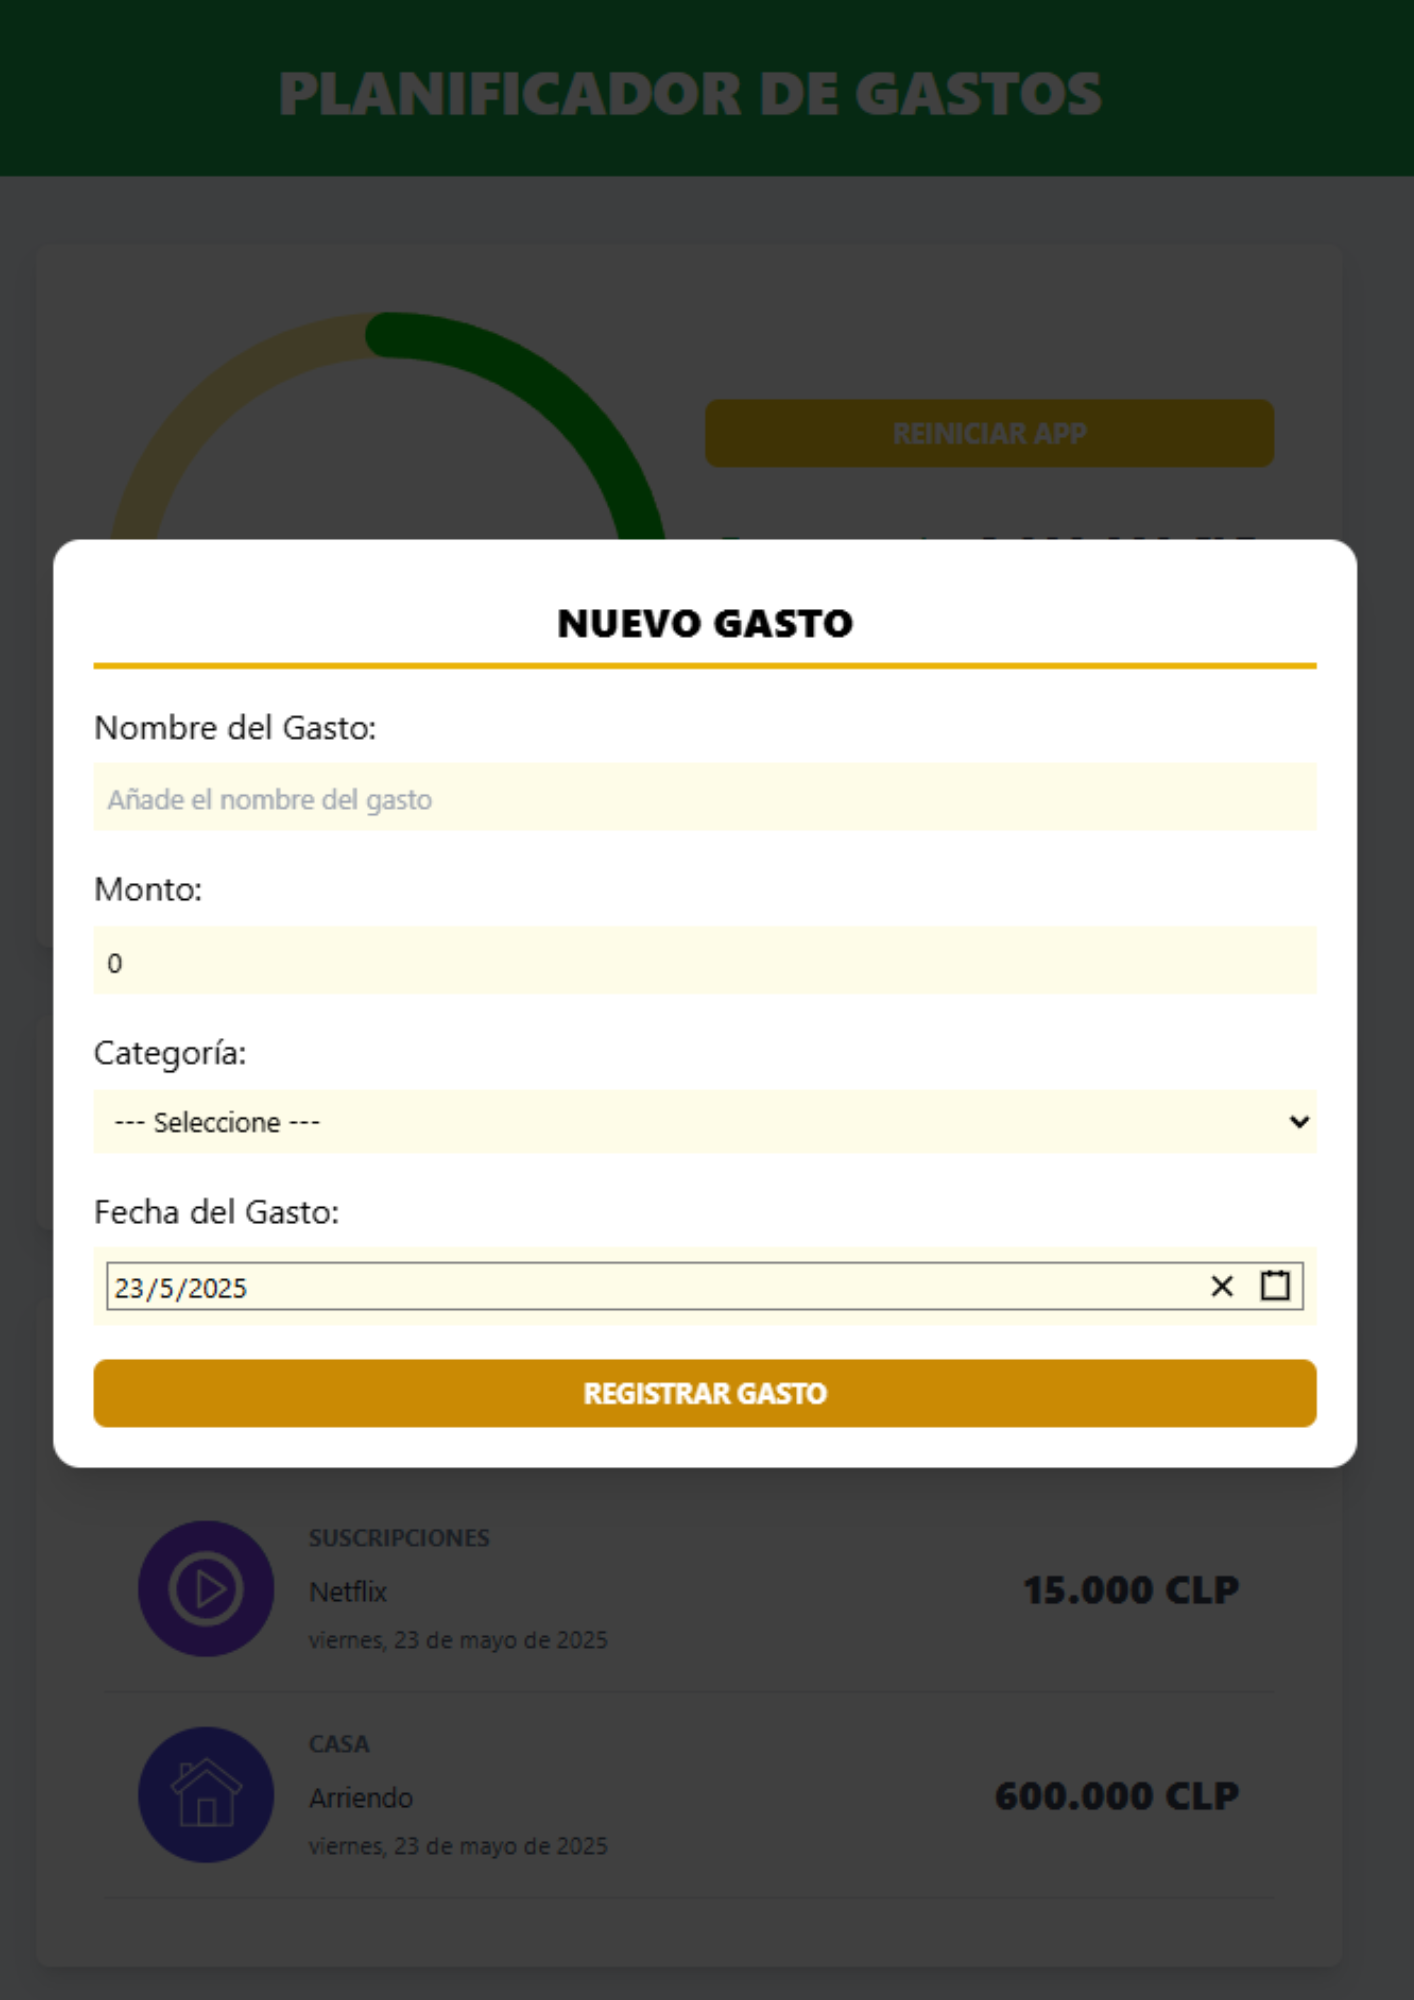 PLANIFICADOR DE GASTOS
REINICIAR APP
NUEVO GASTO
Nombre del Gasto:
Añade el nombre del gasto
Monto:
0
Categoría:
--- Seleccione ---
Fecha del Gasto:
23/5/2025
REGISTRAR GASTO
SUSCRIPCIONES
Netflix
15.000 CLP
viernes, 23 de mayo de 2025
CASA
Arriendo
600.000 CLP
viernes, 23 de mayo de 2025